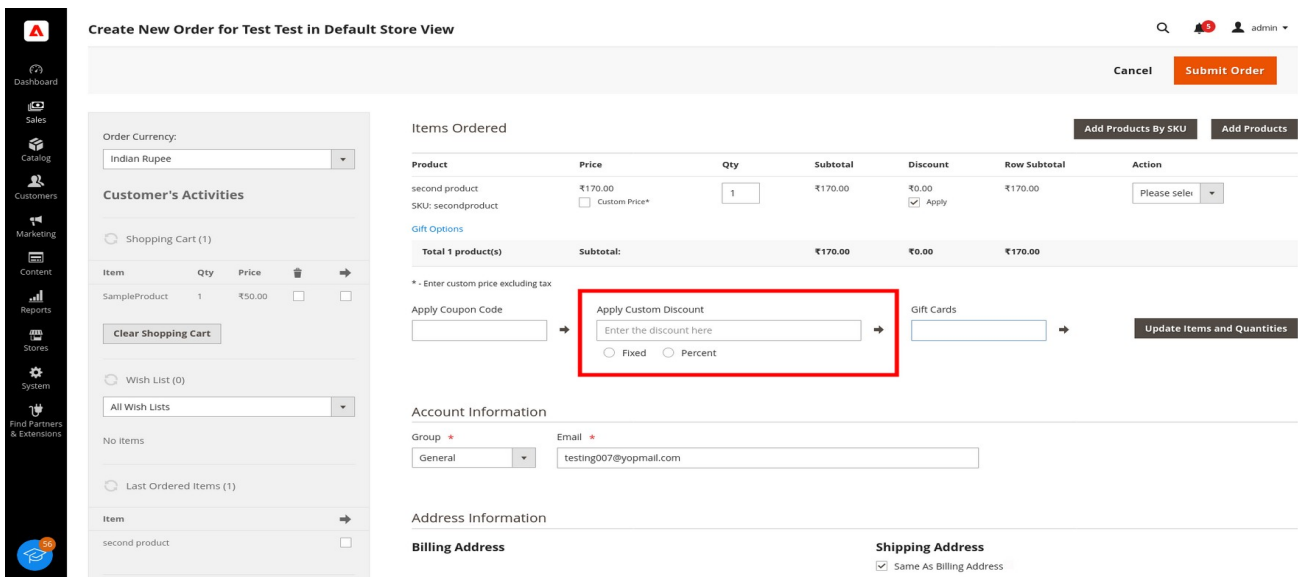 Create New Order for Test Test in Default Store View
5
admin
Cancel
Submit Order
Dashboard
Sales
Catalog
Customers
Marketing
Content
Reports
Stores
System
Find Partners
& Extensions
56
Order Currency:
Indian Rupee
Customer's Activities
Shopping Cart (1)
Item Qty Price
SampleProduct 1 ₹50.00
Clear Shopping Cart
Wish List (0)
All Wish Lists
No items
Last Ordered Items (1)
Item
second product
Items Ordered
Add Products By SKU
Add Products
Product Price Qty Subtotal Discount Row Subtotal Action
second product ₹170.00 1 ₹170.00 ₹0.00 ₹170.00 Please selec
SKU: secondproduct Custom Price* Apply
Gift Options
Total 1 product(s) Subtotal: ₹170.00 ₹0.00 ₹170.00
* - Enter custom price excluding tax
Apply Coupon Code
Apply Custom Discount
Enter the discount here
Fixed Percent
Gift Cards
Update Items and Quantities
Account Information
Group * Email *
General testing007@yopmail.com
Address Information
Billing Address
Shipping Address
Same As Billing Address